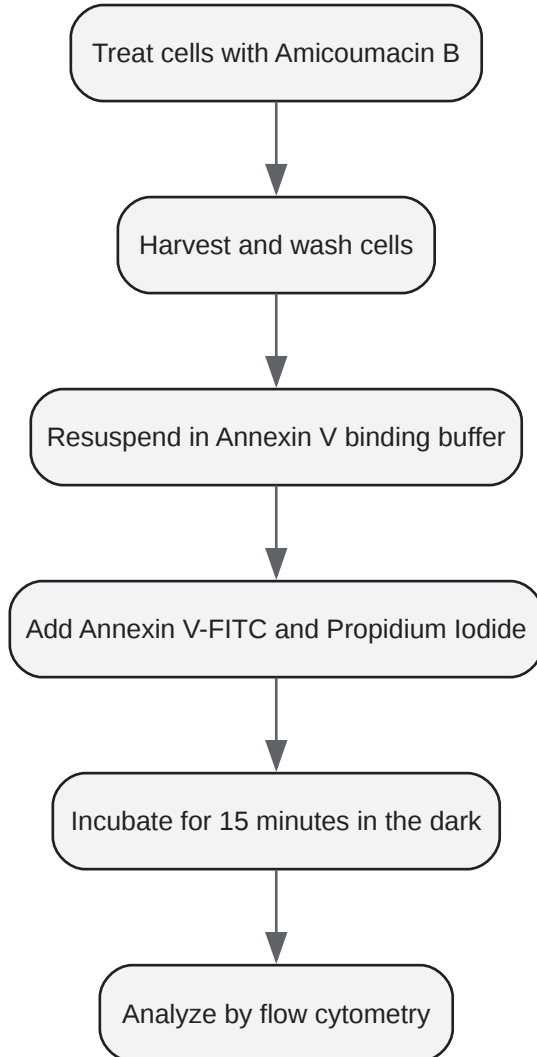 Treat cells with Amicoumacin B
Harvest and wash cells
Resuspend in Annexin V binding buffer
Add Annexin V-FITC and Propidium Iodide
Incubate for 15 minutes in the dark
Analyze by flow cytometry